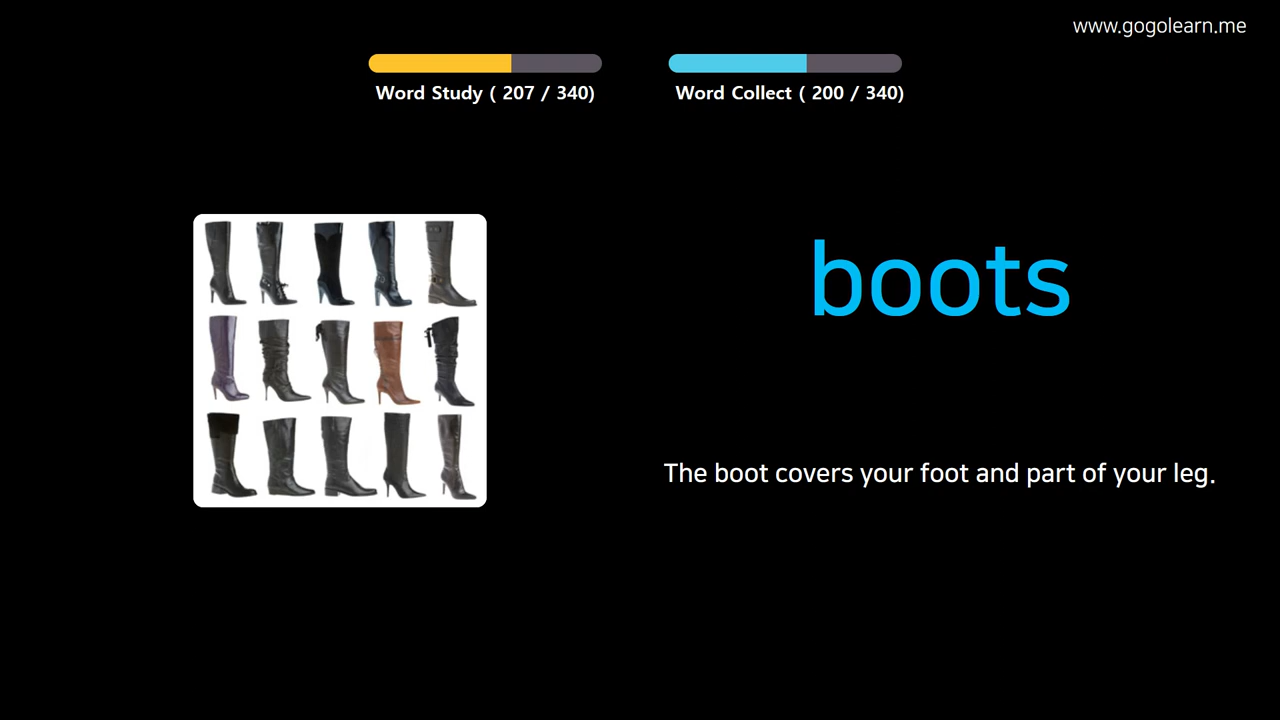 www.gogolearn.me
Word Study ( 207 / 340)
Word Collect ( 200 / 340)
boots
The boot covers your foot and part of your leg.